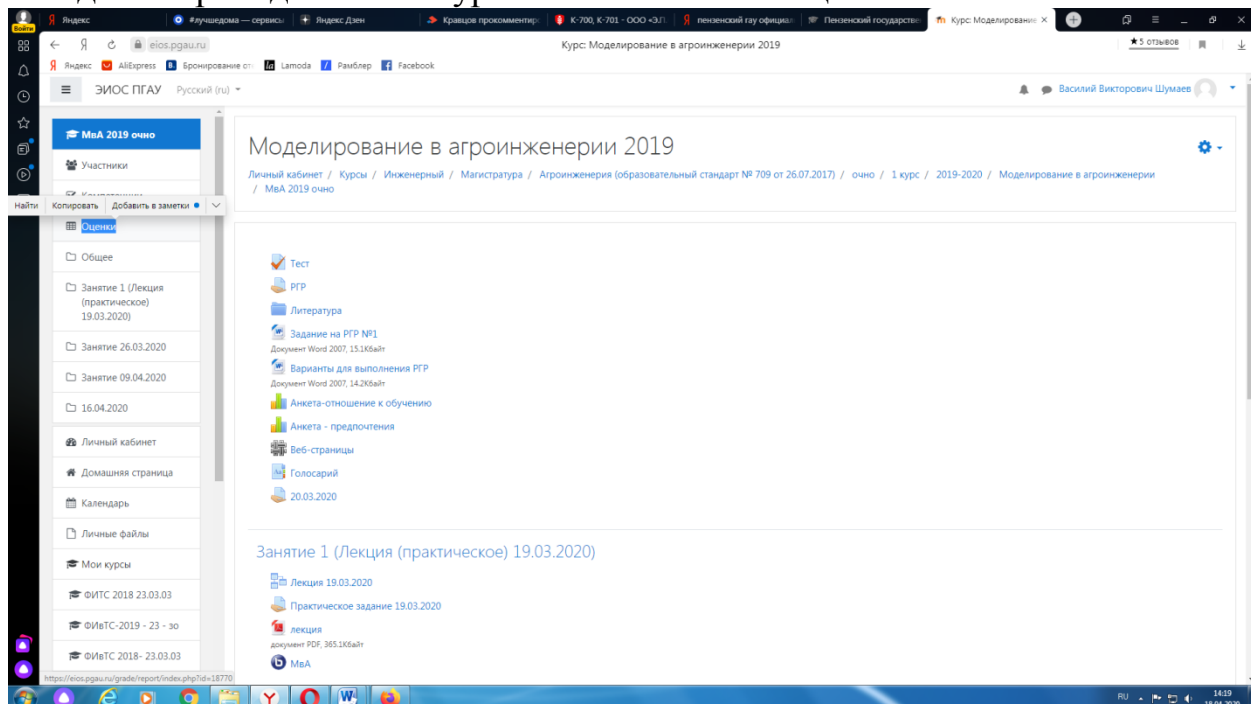 Войти
Яндекс
#лучшедома — сервисы
Яндекс Дзен
Кравцов прокомментиро
К-700, К-701 - ООО «Э.П.
пензенский гау официал
Пензенский государстве
Курс: Моделирование
eios.pgau.ru
Курс: Моделирование в агроинженерии 2019
★5 отзывов
Яндекс
AliExpress
Бронирование от
Lamoda
Рамблер
Facebook
ЭИОС ПГАУ
Русский (ru)
Василий Викторович Шумаев
МвА 2019 очно
Участники
Компетенции
Найти
Копировать
Добавить в заметки
Оценки
Общее
Занятие 1 (Лекция
(практическое)
19.03.2020)
Занятие 26.03.2020
Занятие 09.04.2020
16.04.2020
Личный кабинет
Домашняя страница
Календарь
Личные файлы
Мои курсы
ФИТС 2018 23.03.03
ФИвТС-2019 - 23 - зо
ФИвТС 2018- 23.03.03
Моделирование в агроинженерии 2019
Личный кабинет / Курсы / Инженерный / Магистратура / Агроинженерия (образовательный стандарт № 709 от 26.07.2017) / очно / 1 курс / 2019-2020 / Моделирование в агроинженерии
/ МвА 2019 очно
Тест
РГР
Литература
Задание на РГР №1
Документ Word 2007, 15.1Кбайт
Варианты для выполнения РГР
Документ Word 2007, 14.2Кбайт
Анкета-отношение к обучению
Анкета - предпочтения
Веб-страницы
Голосарий
20.03.2020
Занятие 1 (Лекция (практическое) 19.03.2020)
Лекция 19.03.2020
Практическое задание 19.03.2020
лекция
документ PDF, 365.1Кбайт
МвА
https://eios.pgau.ru/grade/report/index.php?id=18770
RU
14:19